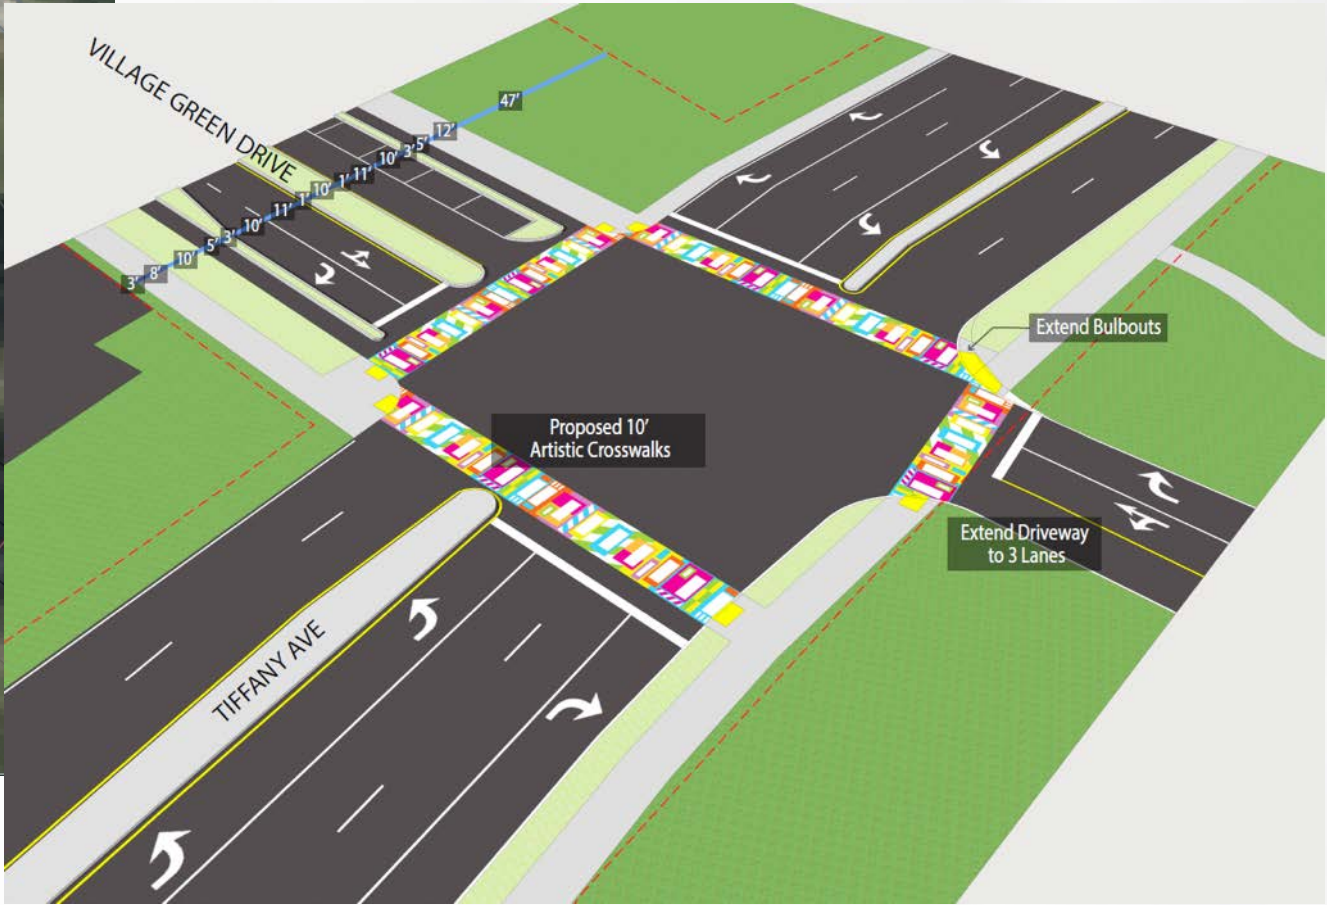 VILLAGE GREEN DRIVE
47'
12'
5'
3'
10'
11'
1'
10'
1'
11'
10'
3'
5'
10'
8'
3'
Extend Bulbouts
Proposed 10'
Artistic Crosswalks
Extend Driveway
to 3 Lanes
TIFFANY AVE